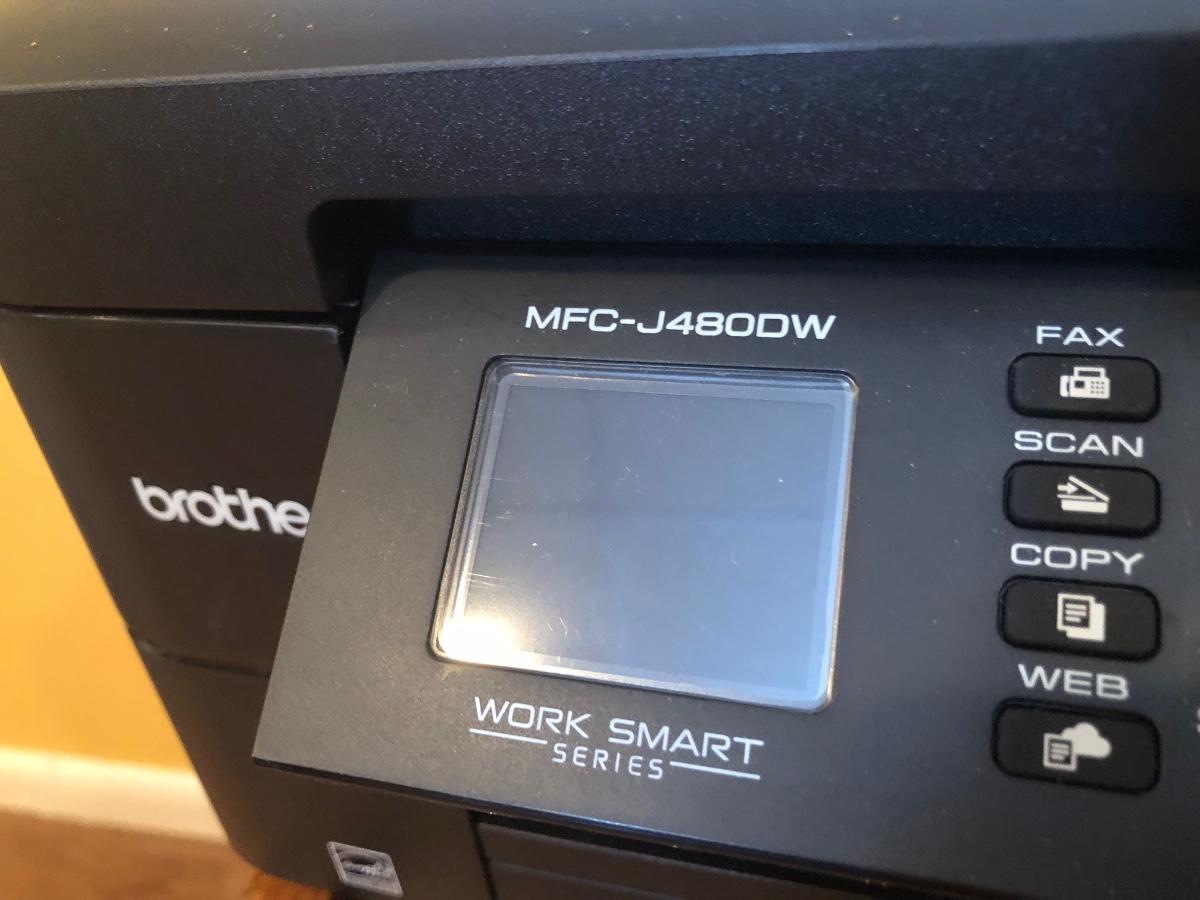 MFC-J480DW
FAX
SCAN
COPY
WEB
brothe
WORK SMART
SERIES